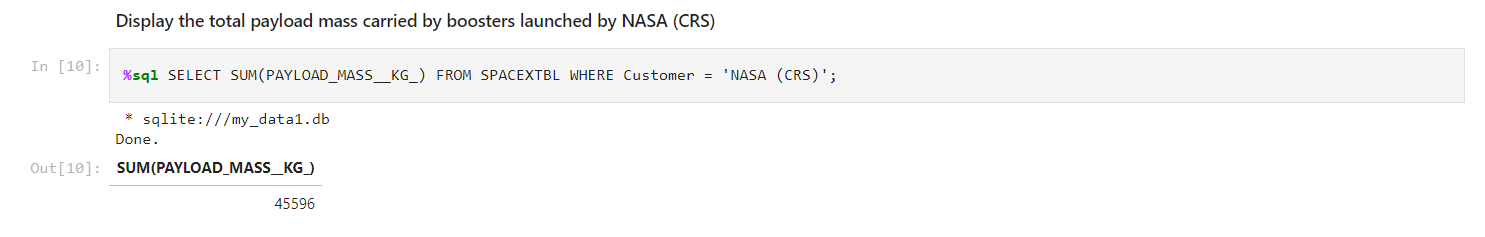 Display the total payload mass carried by boosters launched by NASA (CRS)
In [10]: %sql SELECT SUM(PAYLOAD_MASS__KG_) FROM SPACEXTBL WHERE Customer = 'NASA (CRS)';
* sqlite:///my_data1.db
Done.
Out[10]: SUM(PAYLOAD_MASS__KG_)
45596